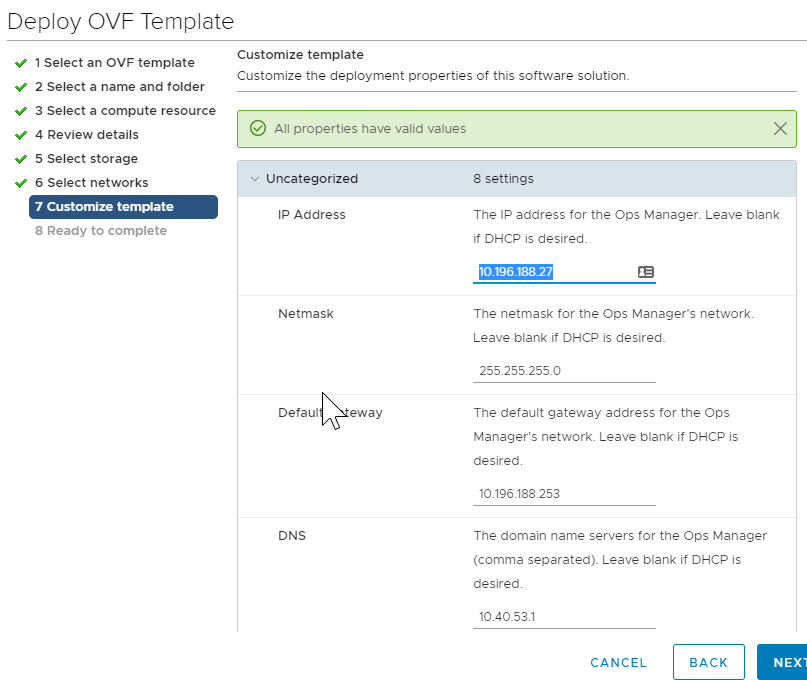 Deploy OVF Template
1 Select an OVF template
2 Select a name and folder
3 Select a compute resource
4 Review details
5 Select storage
6 Select networks
7 Customize template
8 Ready to complete
Customize template
Customize the deployment properties of this software solution.
All properties have valid values
Uncategorized 8 settings
IP Address
The IP address for the Ops Manager. Leave blank
if DHCP is desired.
10.196.188.27
Netmask
The netmask for the Ops Manager's network.
Leave blank if DHCP is desired.
255.255.255.0
Default Gateway
The default gateway address for the Ops
Manager's network. Leave blank if DHCP is
desired.
10.196.188.253
DNS
The domain name servers for the Ops Manager
(comma separated). Leave blank if DHCP is
desired.
10.40.53.1
CANCEL BACK NEXT